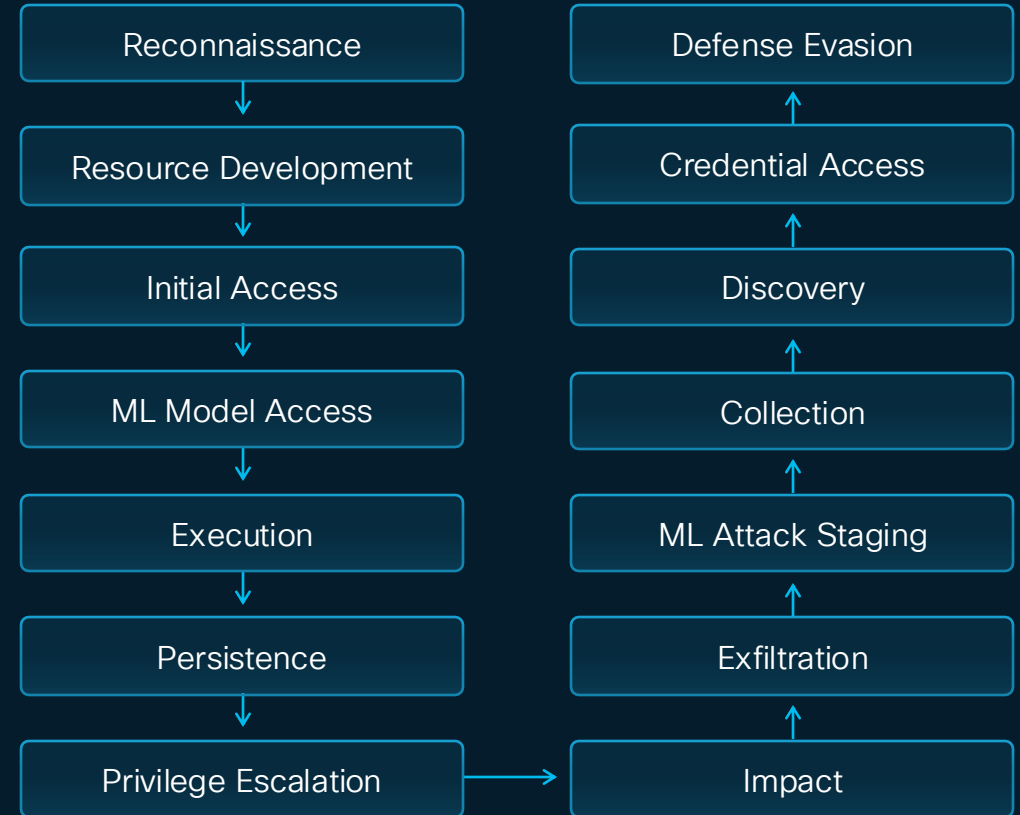 Reconnaissance
Resource Development
Initial Access
ML Model Access
Execution
Persistence
Privilege Escalation
Defense Evasion
Credential Access
Discovery
Collection
ML Attack Staging
Exfiltration
Impact